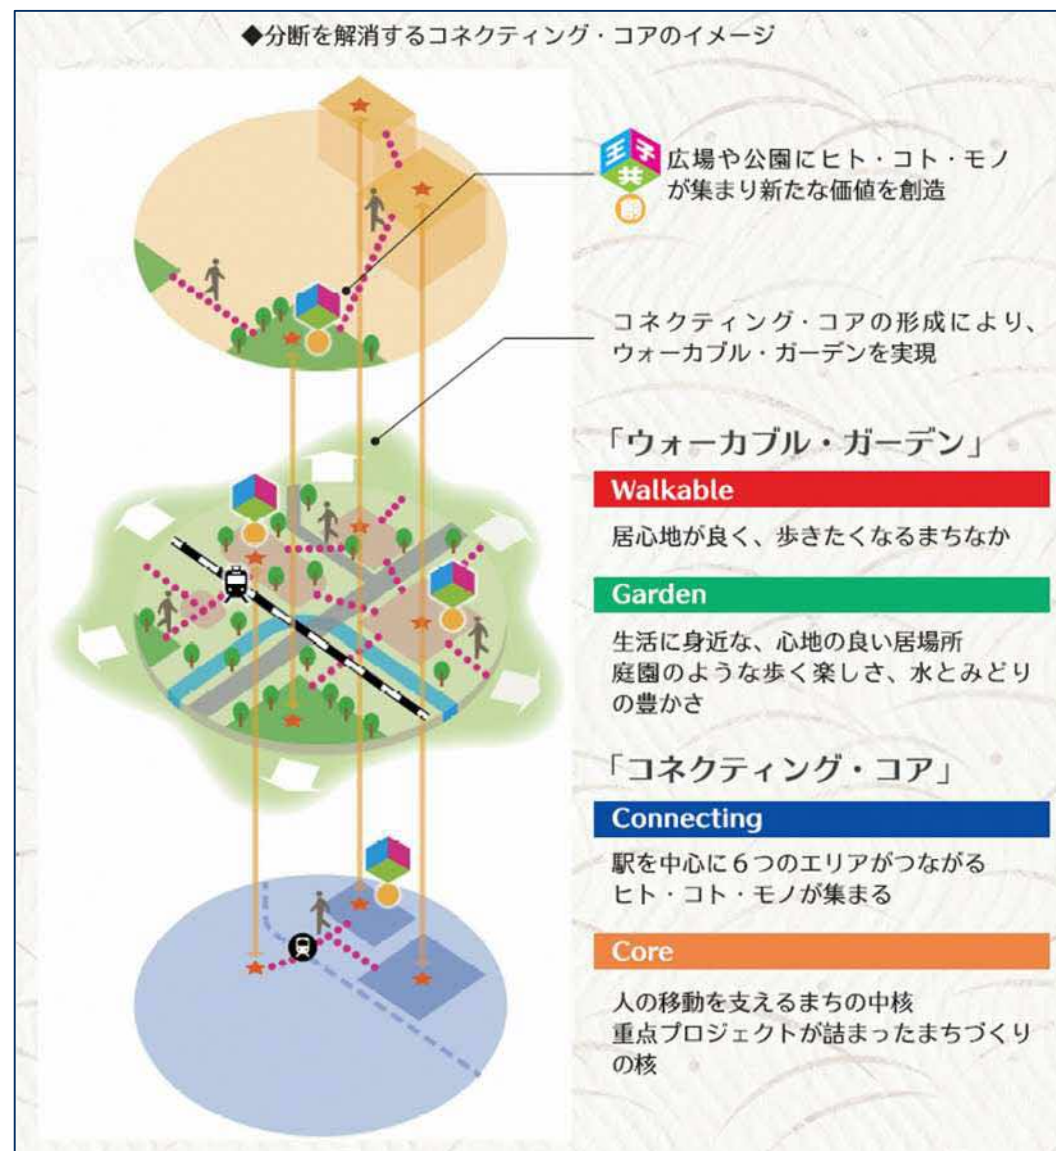 ◆分断を解消するコネクティング・コアのイメージ
王子
共
創
広場や公園にヒト・コト・モノ
が集まり新たな価値を創造
コネクティング・コアの形成により、
ウォーカブル・ガーデンを実現
「ウォーカブル・ガーデン」
Walkable
居心地が良く、歩きたくなるまちなか
Garden
生活に身近な、心地の良い居場所
庭園のような歩く楽しさ、水とみどり
の豊かさ
「コネクティング・コア」
Connecting
駅を中心に6つのエリアがつながる
ヒト・コト・モノが集まる
Core
人の移動を支えるまちの中核
重点プロジェクトが詰まったまちづくり
の核